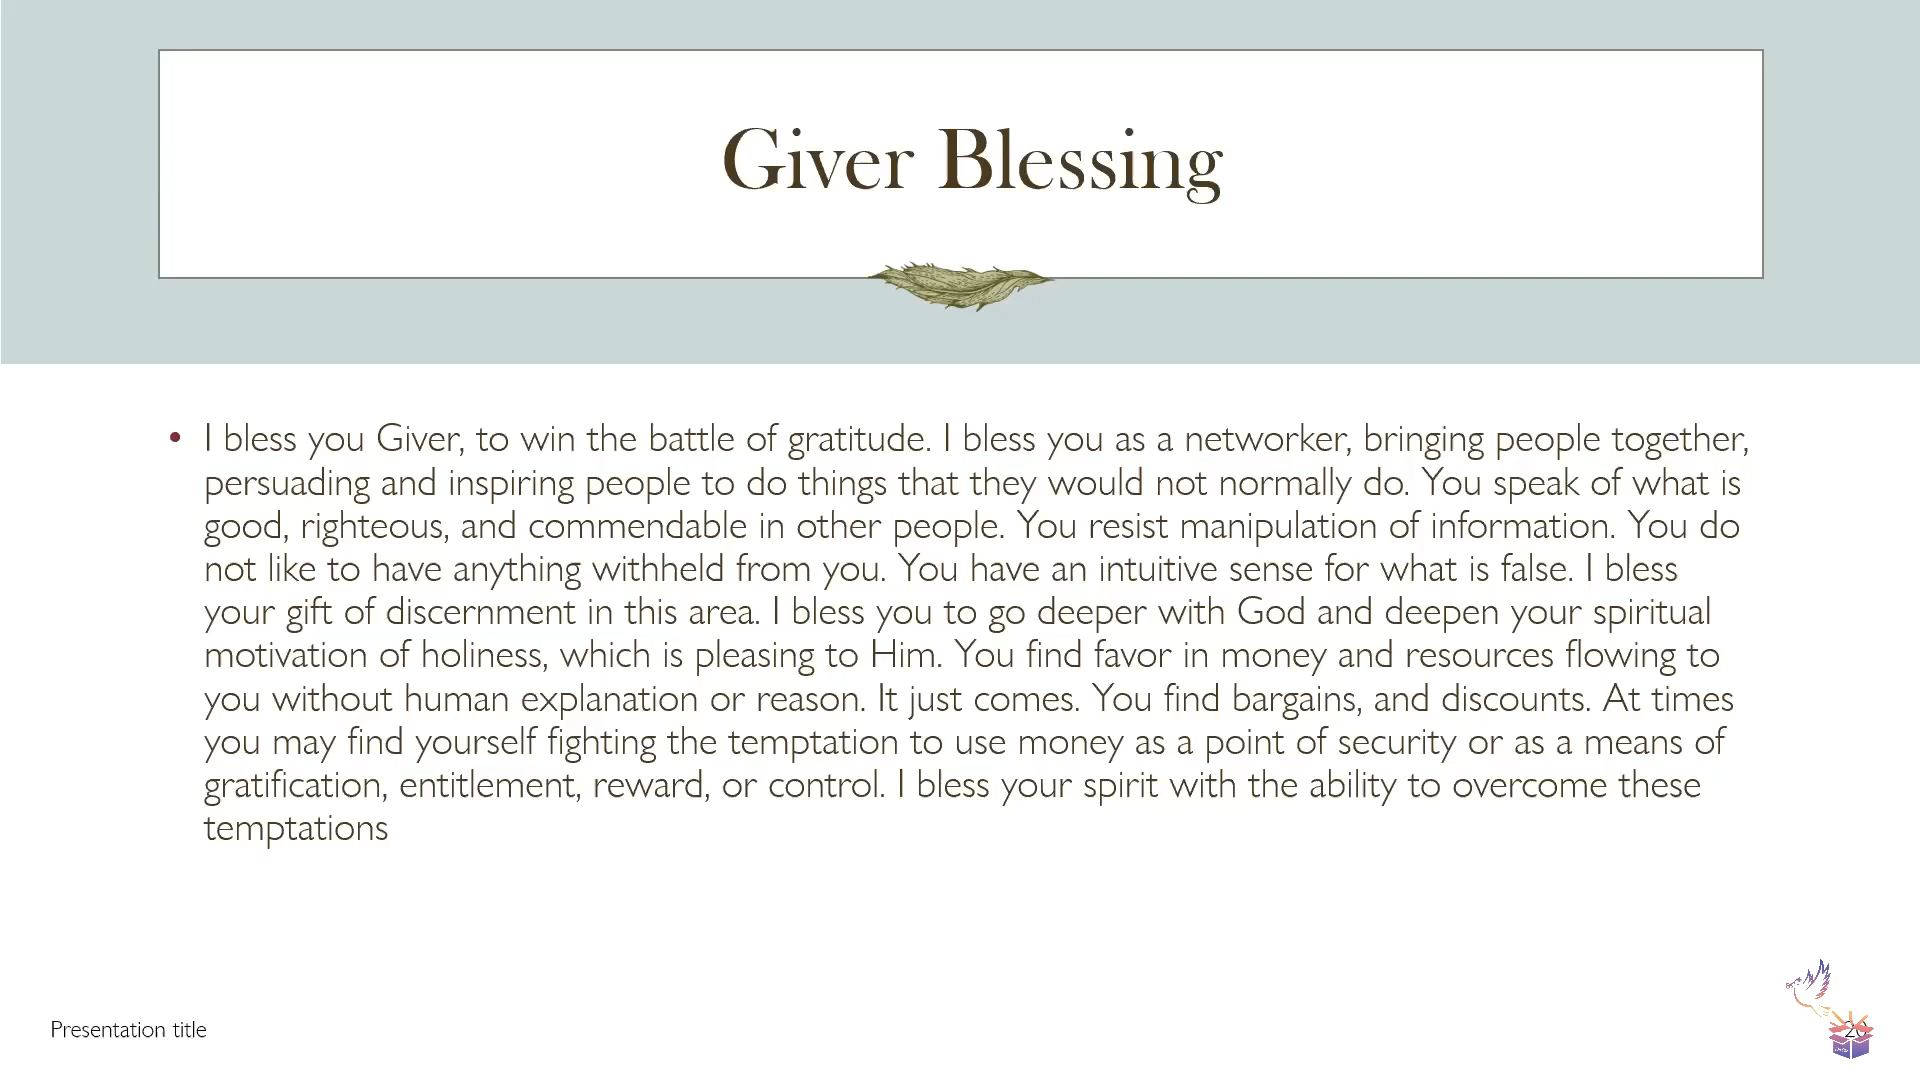 Giver Blessing
• I bless you Giver, to win the battle of gratitude. I bless you as a networker, bringing people together,
persuading and inspiring people to do things that they would not normally do. You speak of what is
good, righteous, and commendable in other people. You resist manipulation of information. You do
not like to have anything withheld from you. You have an intuitive sense for what is false. I bless
your gift of discernment in this area. I bless you to go deeper with God and deepen your spiritual
motivation of holiness, which is pleasing to Him. You find favor in money and resources flowing to
you without human explanation or reason. It just comes. You find bargains, and discounts. At times
you may find yourself fighting the temptation to use money as a point of security or as a means of
gratification, entitlement, reward, or control. I bless your spirit with the ability to overcome these
temptations
Presentation title
20